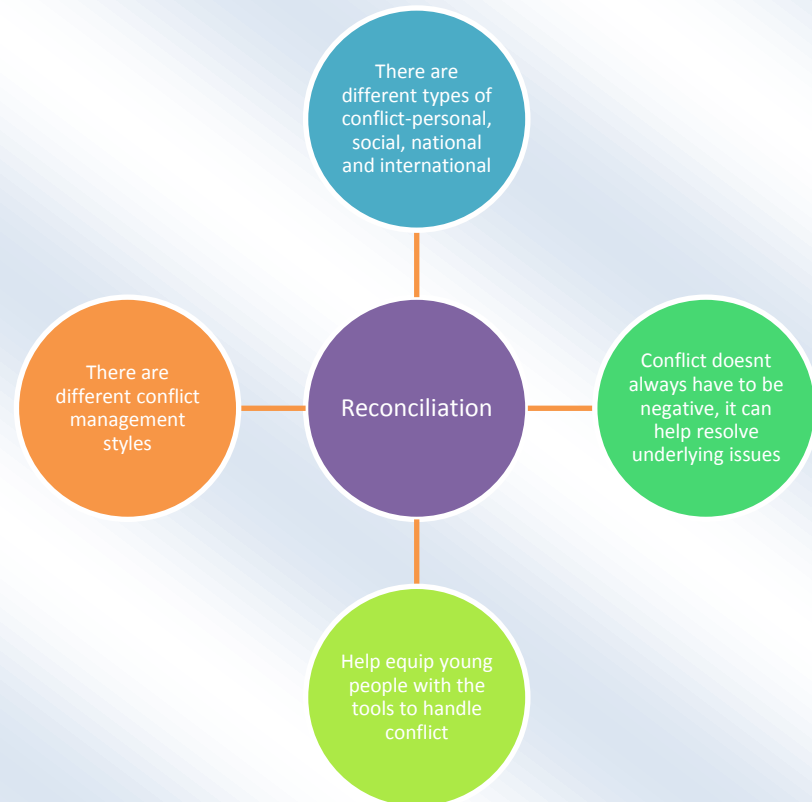 There are
different types of
conflict-personal,
social, national
and international
There are
different conflict
management
styles
Reconciliation
Conflict doesnt
always have to be
negative, it can
help resolve
underlying issues
Help equip young
people with the
tools to handle
conflict